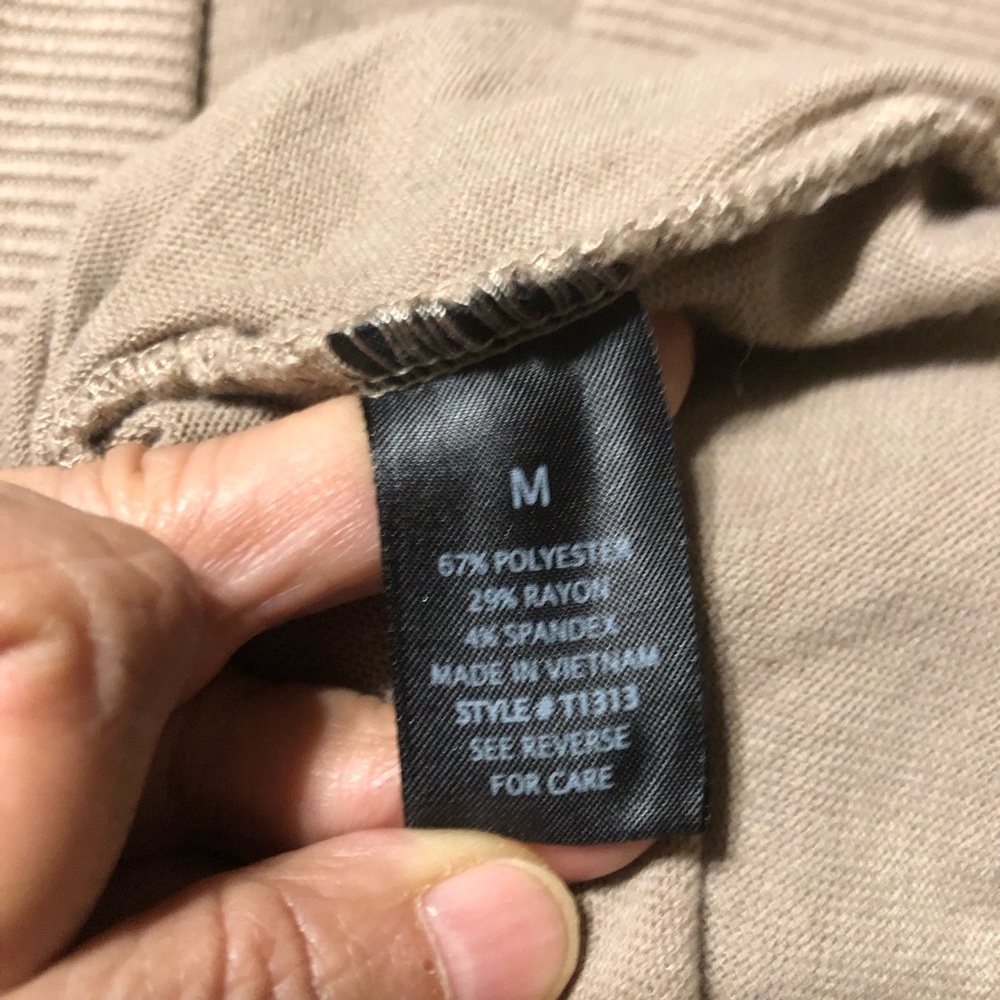 M
67% POLYESTER
29% RAYON
4% SPANDEX
MADE IN VIETNAM
STYLE # T1313
SEE REVERSE
FOR CARE